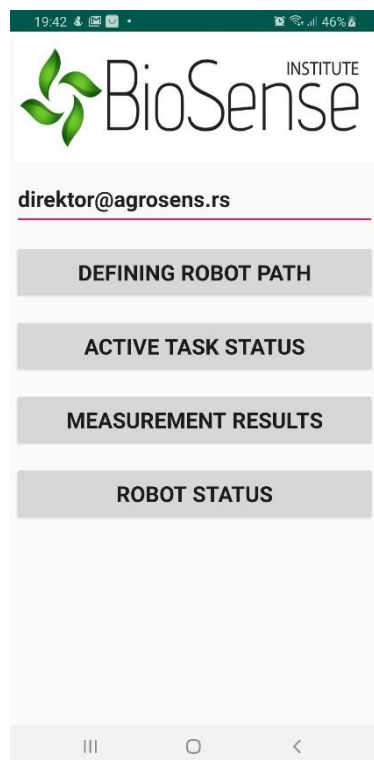 19:42 46%
INSTITUTE
BioSense
direktor@agrosens.rs
DEFINING ROBOT PATH
ACTIVE TASK STATUS
MEASUREMENT RESULTS
ROBOT STATUS